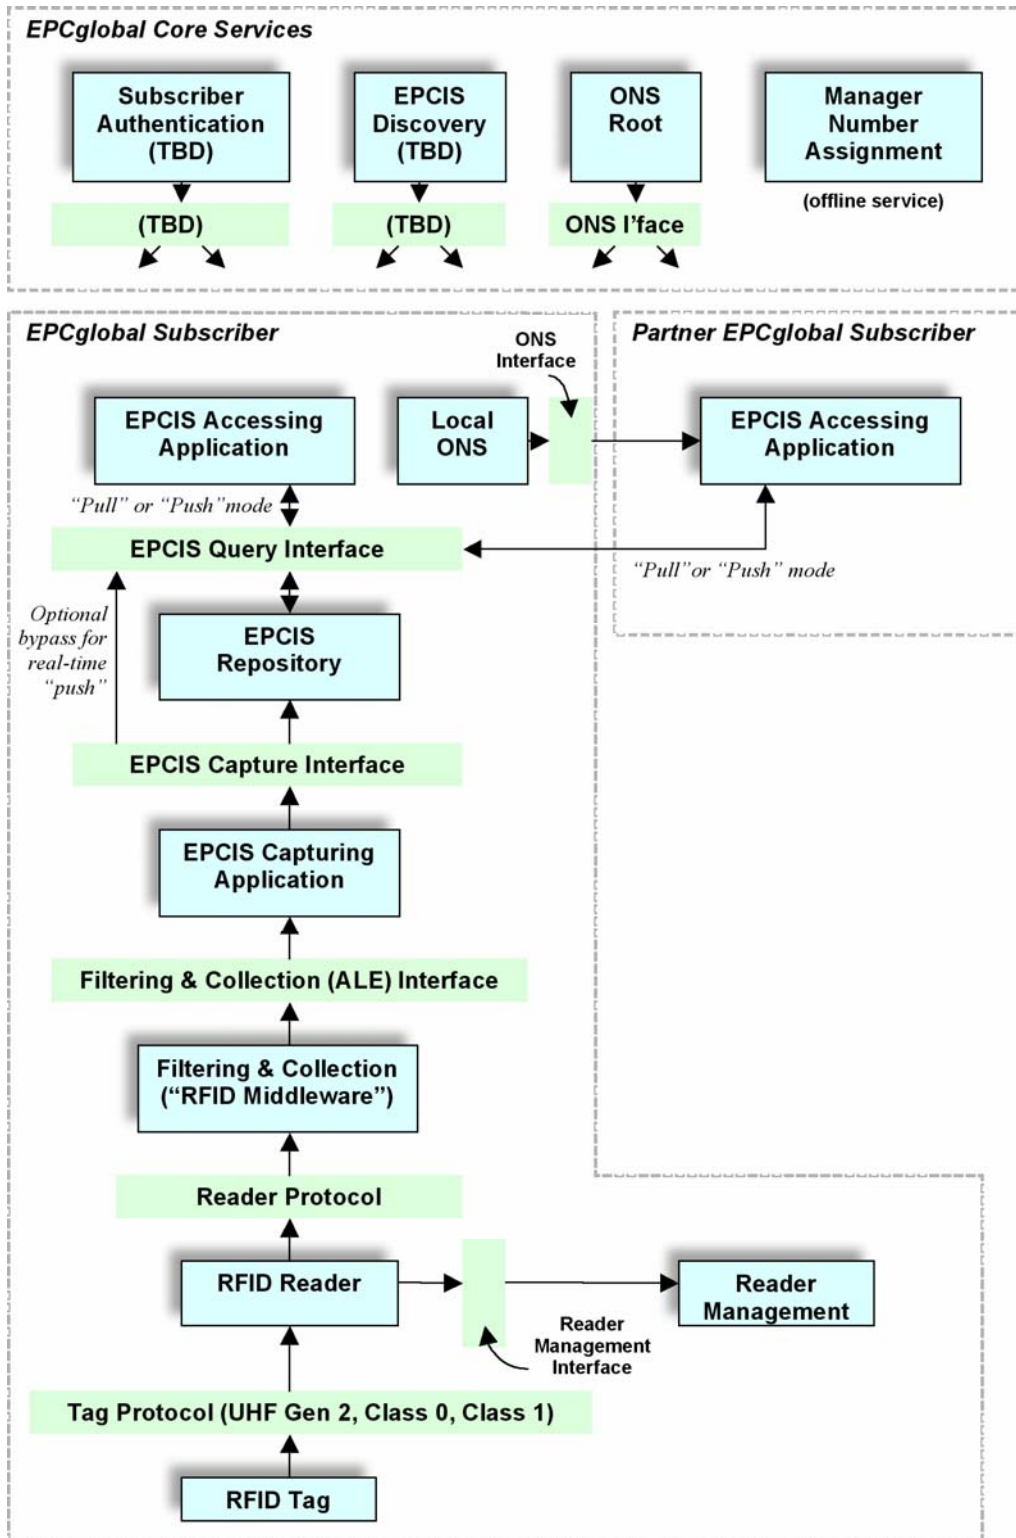 EPCglobal Core Services
Subscriber
Authentication
(TBD)
EPCIS
Discovery
(TBD)
ONS
Root
Manager
Number
Assignment
(offline service)
(TBD)
(TBD)
ONS I’face
EPCglobal Subscriber
Partner EPCglobal Subscriber
ONS
Interface
EPCIS Accessing
Application
Local
ONS
EPCIS Accessing
Application
“Pull” or “Push”mode
EPCIS Query Interface
“Pull”or “Push” mode
Optional
bypass for
real-time
“push”
EPCIS
Repository
EPCIS Capture Interface
EPCIS Capturing
Application
Filtering & Collection (ALE) Interface
Filtering & Collection
(“RFID Middleware”)
Reader Protocol
RFID Reader
Reader
Management
Reader
Management
Interface
Tag Protocol (UHF Gen 2, Class 0, Class 1)
RFID Tag